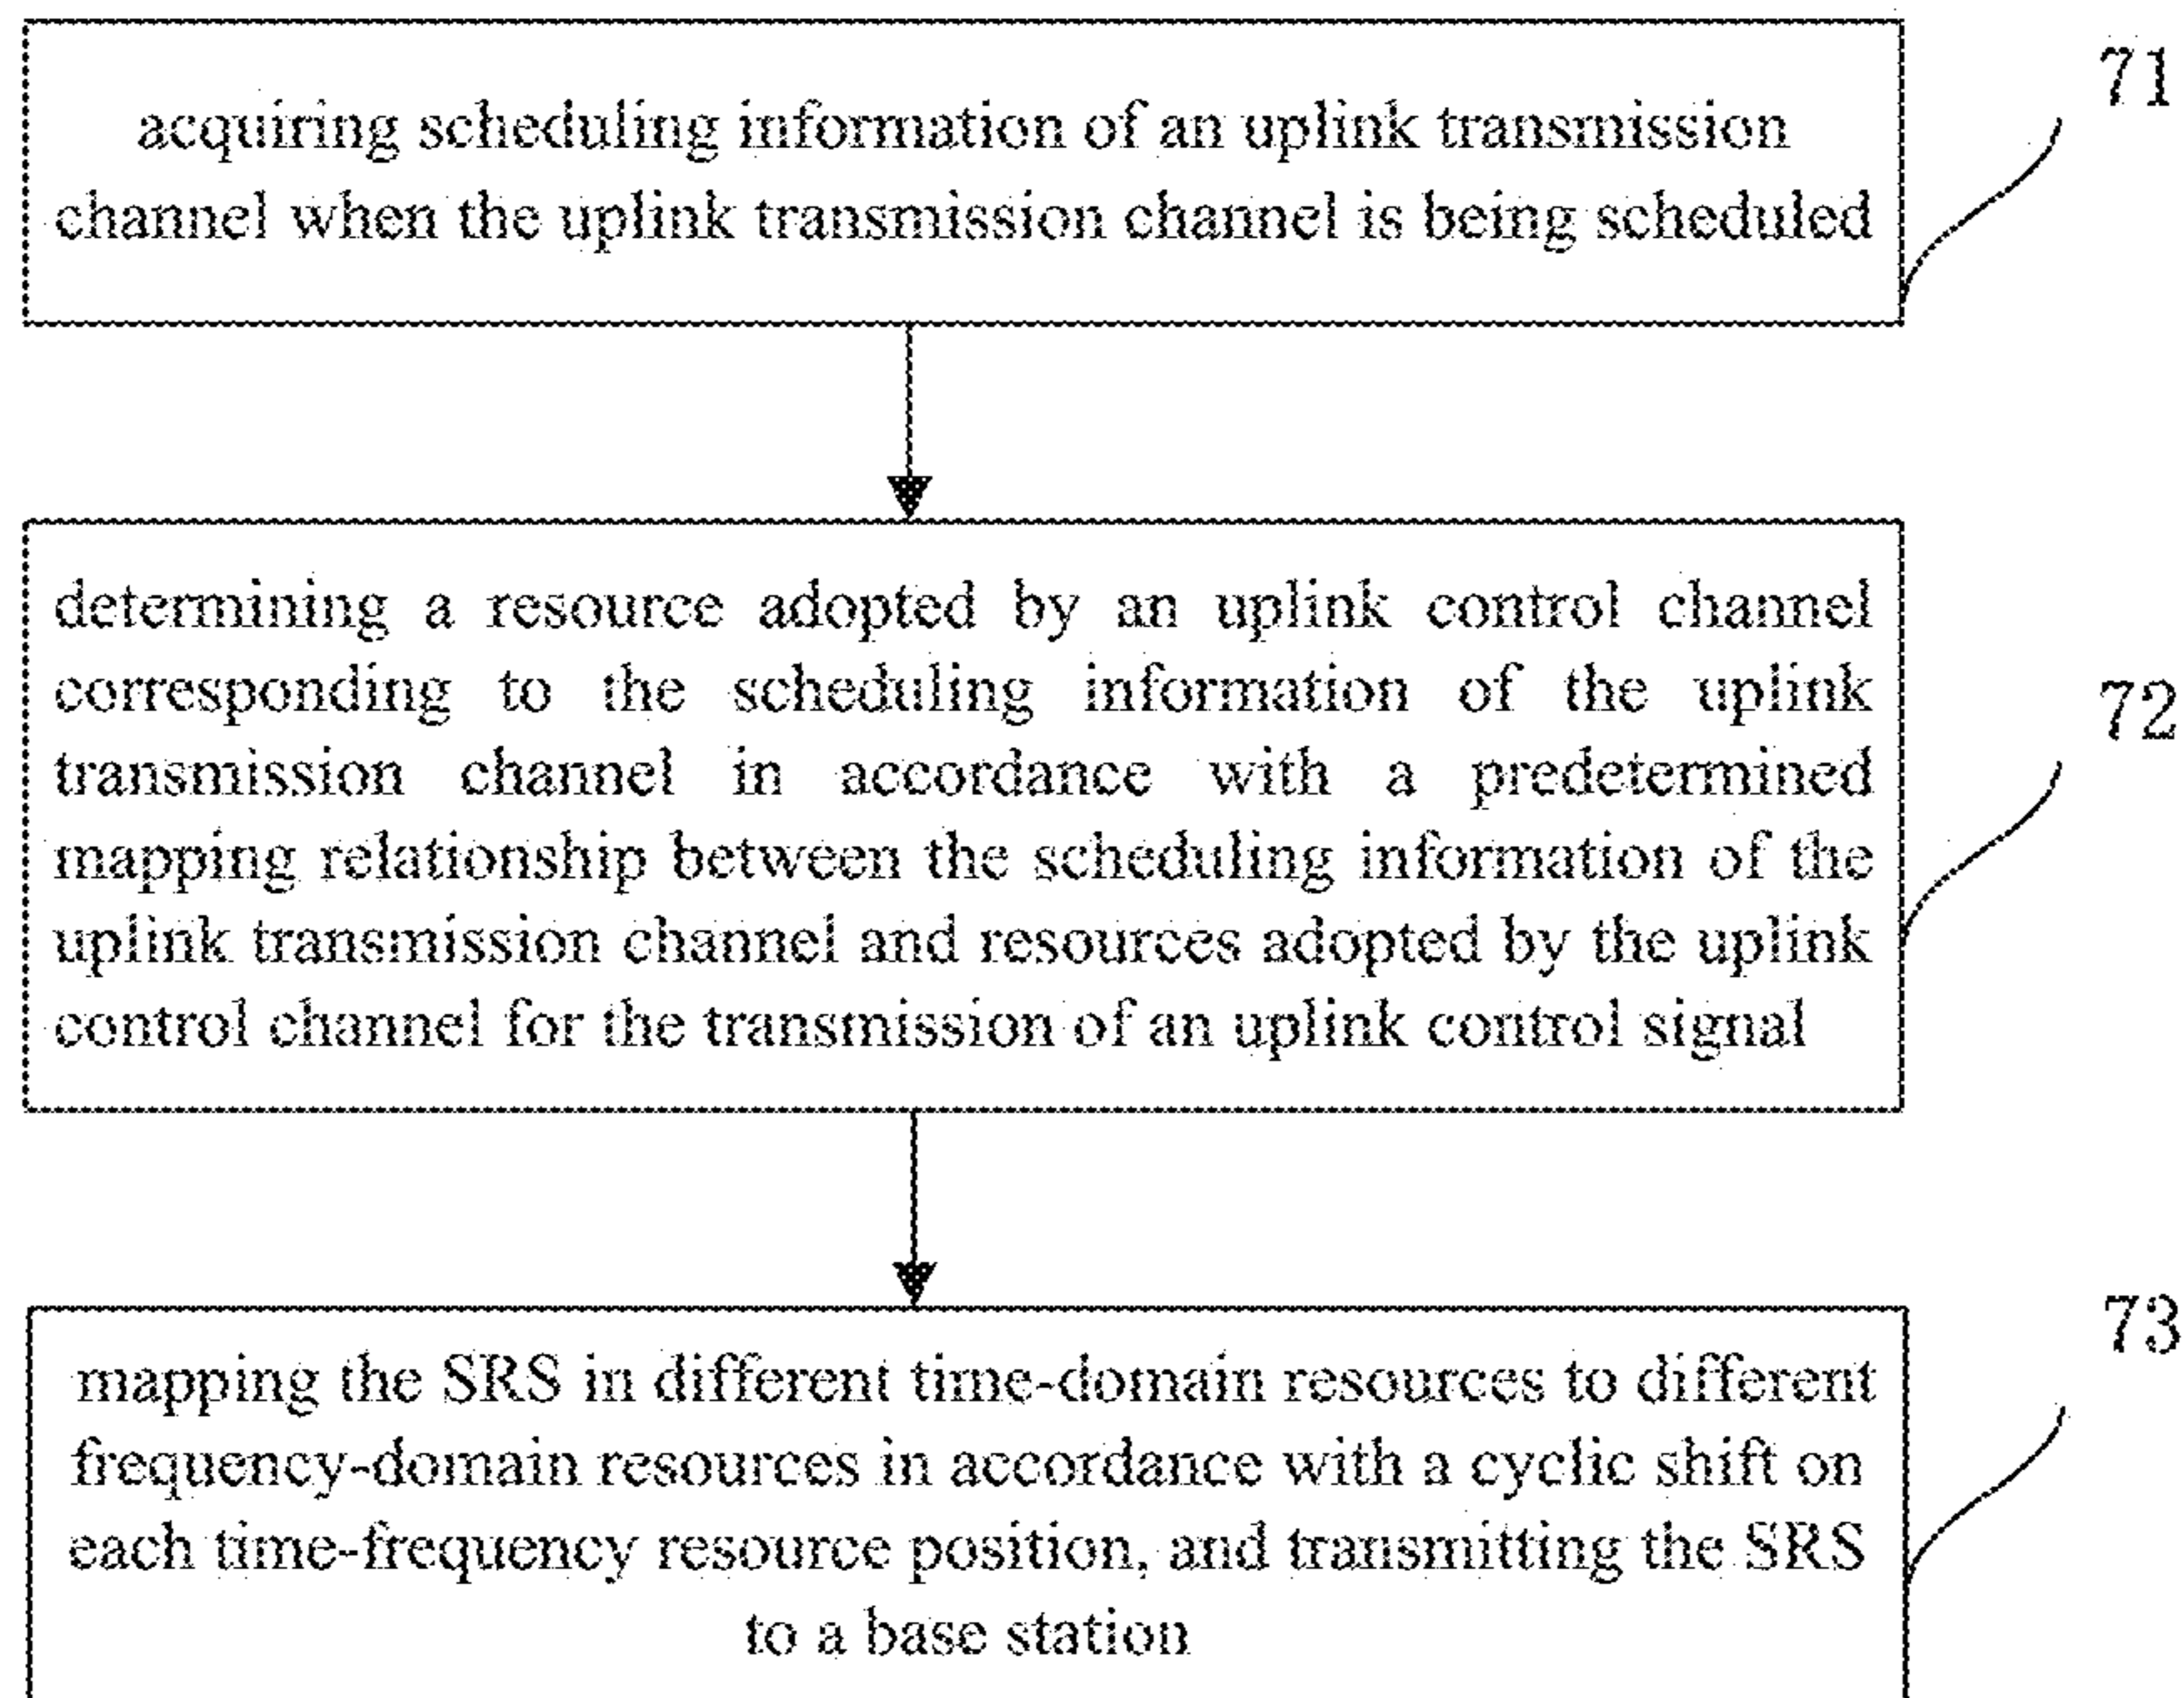 acquiring scheduling information of an uplink transmission
channel when the uplink transmission channel is being scheduled
71
determining a resource adopted by an uplink control channel
corresponding to the scheduling information of the uplink
transmission channel in accordance with a predetermined
mapping relationship between the scheduling information of the
uplink transmission channel and resources adopted by the uplink
control channel for the transmission of an uplink control signal
72
mapping the SRS in different time-domain resources to different
frequency-domain resources in accordance with a cyclic shift on
each time-frequency resource position, and transmitting the SRS
to a base station
73